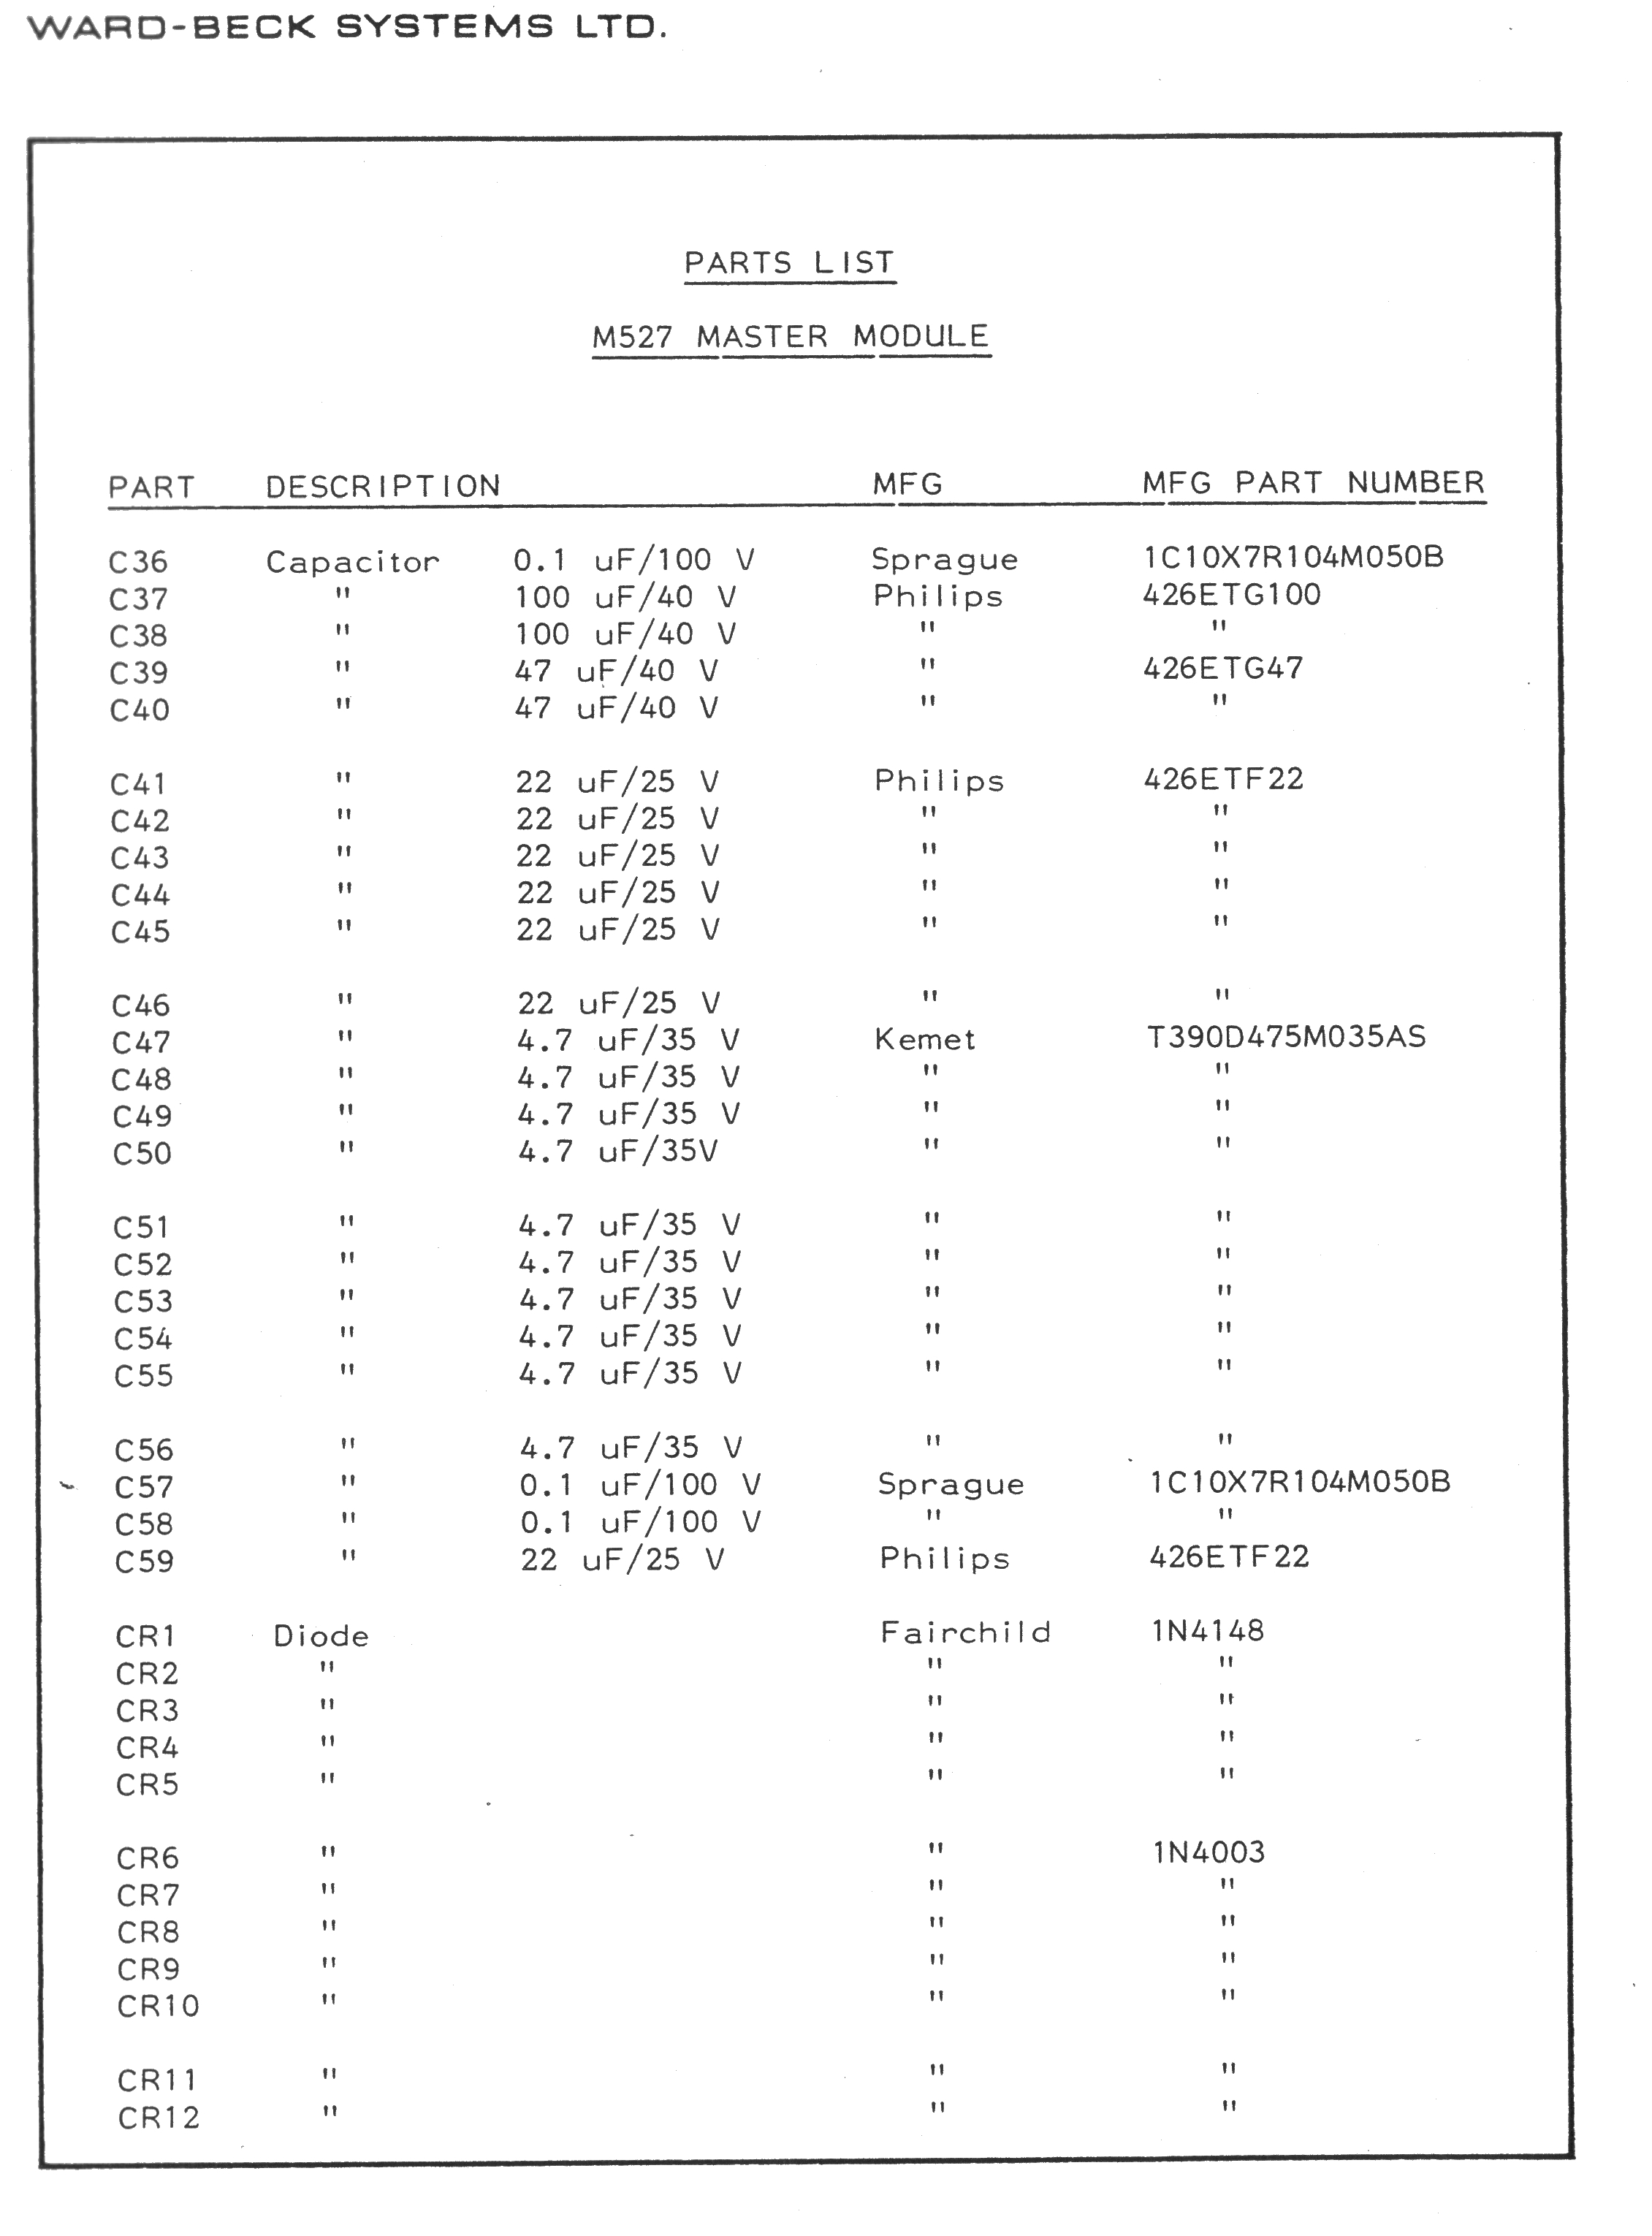 WARD-BECK SYSTEMS LTD.
PARTS LIST
M527 MASTER MODULE
PART DESCRIPTION MFG MFG PART NUMBER
C36 Capacitor 0.1 uF/100 V Sprague 1C10X7R104M050B
C37 " 100 uF/40 V Philips 426ETG100
C38 " 100 uF/40 V " "
C39 " 47 uF/40 V " 426ETG47
C40 " 47 uF/40 V " "
C41 " 22 uF/25 V Philips 426ETF22
C42 " 22 uF/25 V " "
C43 " 22 uF/25 V " "
C44 " 22 uF/25 V " "
C45 " 22 uF/25 V " "
C46 " 22 uF/25 V " "
C47 " 4.7 uF/35 V Kemet T390D475M035AS
C48 " 4.7 uF/35 V " "
C49 " 4.7 uF/35 V " "
C50 " 4.7 uF/35V " "
C51 " 4.7 uF/35 V " "
C52 " 4.7 uF/35 V " "
C53 " 4.7 uF/35 V " "
C54 " 4.7 uF/35 V " "
C55 " 4.7 uF/35 V " "
C56 " 4.7 uF/35 V " "
C57 " 0.1 uF/100 V Sprague 1C10X7R104M050B
C58 " 0.1 uF/100 V " "
C59 " 22 uF/25 V Philips 426ETF22
CR1 Diode Fairchild 1N4148
CR2 " " "
CR3 " " "
CR4 " " "
CR5 " " "
CR6 " " 1N4003
CR7 " " "
CR8 " " "
CR9 " " "
CR10 " " "
CR11 " " "
CR12 " " "